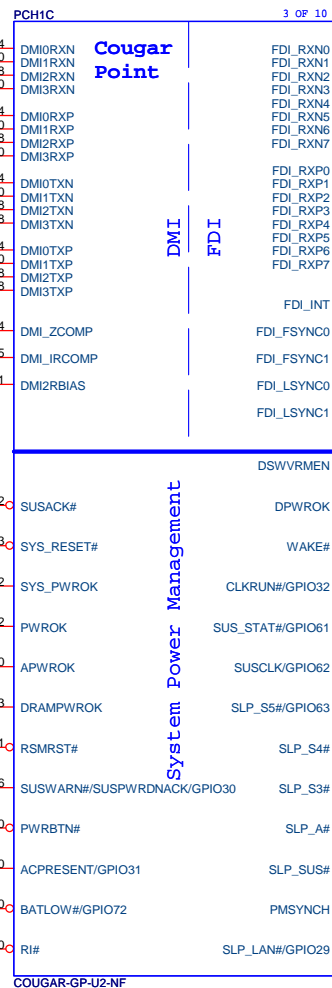 PCH1C
3 OF 10
Cougar
Point
DMI0RXN
DMI1RXN
DMI2RXN
DMI3RXN
DMI0RXP
DMI1RXP
DMI2RXP
DMI3RXP
DMI0TXN
DMI1TXN
DMI2TXN
DMI3TXN
DMI0TXP
DMI1TXP
DMI2TXP
DMI3TXP
DMI_ZCOMP
DMI_IRCOMP
DMI2RBIAS
DMI
FDI
FDI_RXN0
FDI_RXN1
FDI_RXN2
FDI_RXN3
FDI_RXN4
FDI_RXN5
FDI_RXN6
FDI_RXN7
FDI_RXP0
FDI_RXP1
FDI_RXP2
FDI_RXP3
FDI_RXP4
FDI_RXP5
FDI_RXP6
FDI_RXP7
FDI_INT
FDI_FSYNC0
FDI_FSYNC1
FDI_LSYNC0
FDI_LSYNC1
SUSACK#
SYS_RESET#
SYS_PWROK
PWROK
APWROK
DRAMPWROK
RSMRST#
SUSWARN#/SUSPWRDNACK/GPIO30
PWRBTN#
ACPRESENT/GPIO31
BATLOW#/GPIO72
RI#
System Power Management
DSWVRMEN
DPWROK
WAKE#
CLKRUN#/GPIO32
SUS_STAT#/GPIO61
SUSCLK/GPIO62
SLP_S5#/GPIO63
SLP_S4#
SLP_S3#
SLP_A#
SLP_SUS#
PMSYNCH
SLP_LAN#/GPIO29
COUGAR-GP-U2-NF